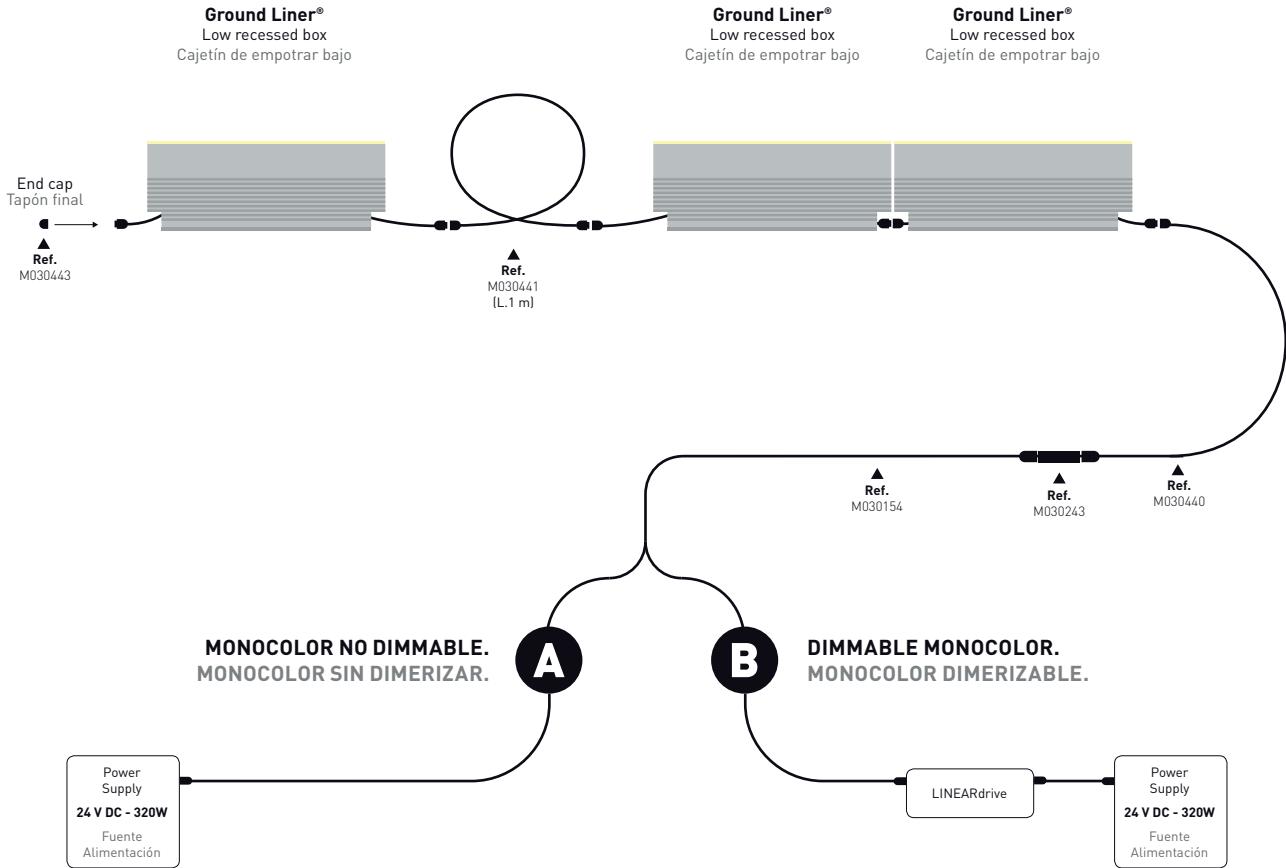 Ground Liner®
Low recessed box
Cajetín de empotrar bajo
Ground Liner®
Low recessed box
Cajetín de empotrar bajo
Ground Liner®
Low recessed box
Cajetín de empotrar bajo
End cap
Tapón final
Ref.
M030443
Ref.
M030441
(L.1 m)
Ref.
M030154
Ref.
M030243
Ref.
M030440
MONOCOLOR NO DIMMABLE.
MONOCOLOR SIN DIMERIZAR.
A
B
DIMMABLE MONOCOLOR.
MONOCOLOR DIMERIZABLE.
Power
Supply
24 V DC - 320W
Fuente
Alimentación
LINEARdrive
Power
Supply
24 V DC - 320W
Fuente
Alimentación